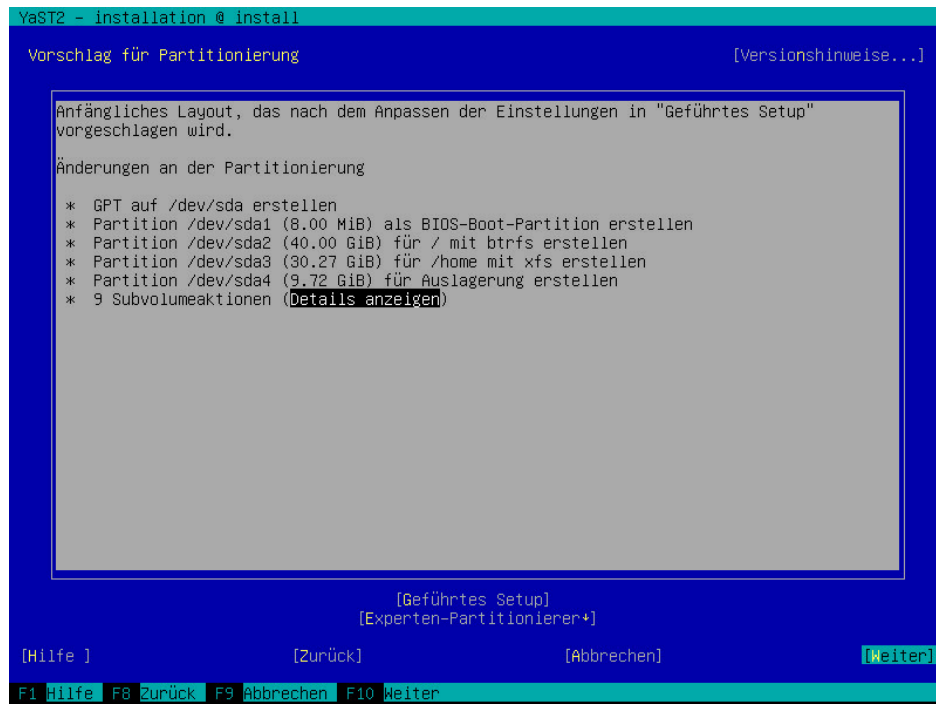 YaST2 - installation @ install
Vorschlag für Partitionierung [Versionshinweise...]
Anfängliches Layout, das nach dem Anpassen der Einstellungen in "Geführtes Setup"
vorgeschlagen wird.
Änderungen an der Partitionierung
* GPT auf /dev/sda erstellen
* Partition /dev/sda1 (8.00 MiB) als BIOS-Boot-Partition erstellen
* Partition /dev/sda2 (40.00 GiB) für / mit btrfs erstellen
* Partition /dev/sda3 (30.27 GiB) für /home mit xfs erstellen
* Partition /dev/sda4 (9.72 GiB) für Auslagerung erstellen
* 9 Subvolumeaktionen (Details anzeigen)
[Geführtes Setup]
[Experten-Partitionierer↓]
[Hilfe ] [Zurück] [Abbrechen] [Weiter]
F1 Hilfe F8 Zurück F9 Abbrechen F10 Weiter